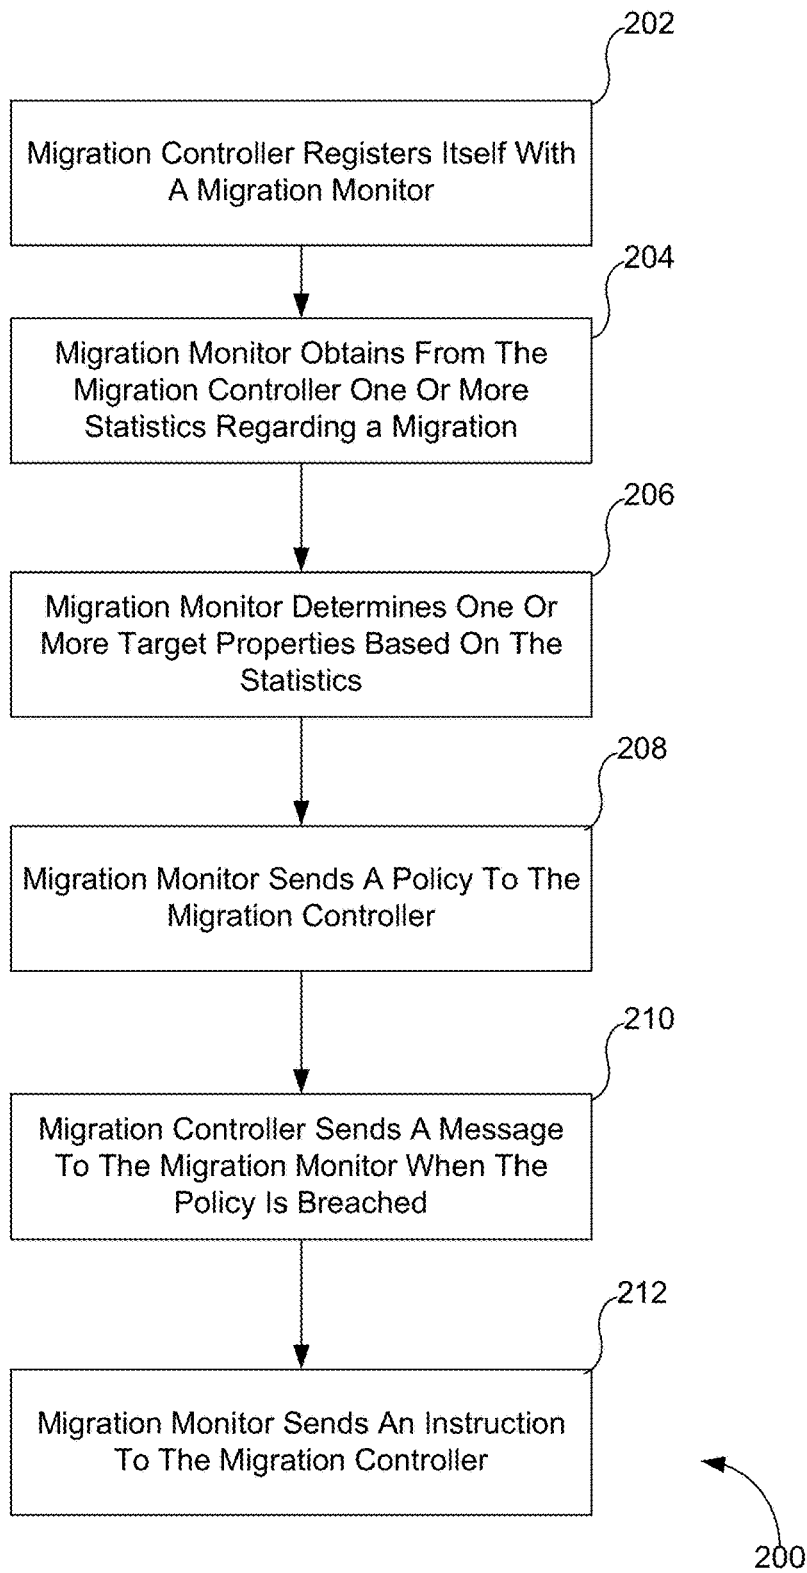 202
Migration Controller Registers Itself With
A Migration Monitor
204
Migration Monitor Obtains From The
Migration Controller One Or More
Statistics Regarding a Migration
206
Migration Monitor Determines One Or
More Target Properties Based On The
Statistics
208
Migration Monitor Sends A Policy To The
Migration Controller
210
Migration Controller Sends A Message
To The Migration Monitor When The
Policy Is Breached
212
Migration Monitor Sends An Instruction
To The Migration Controller
200